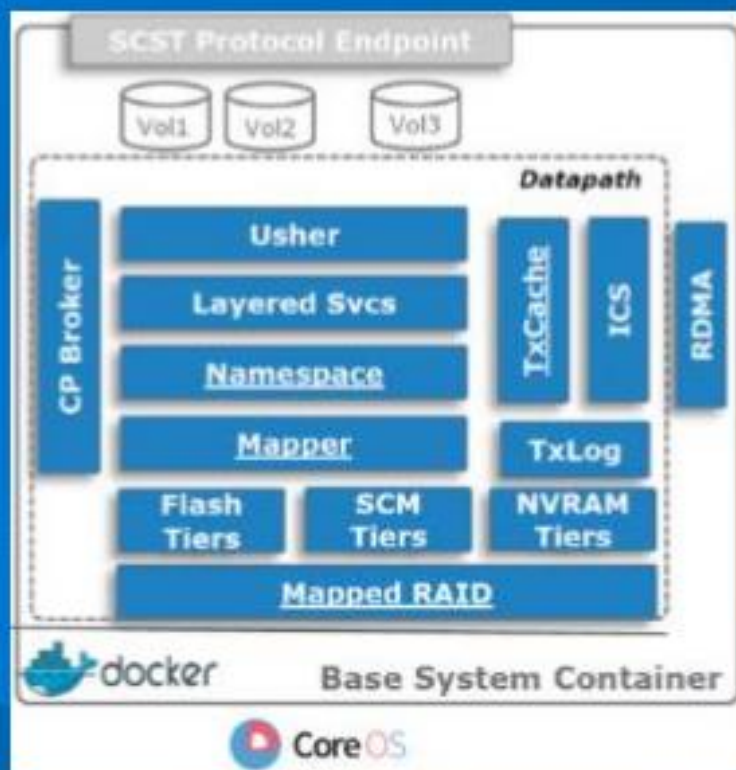 SCST Protocol Endpoint
Vol1
Vol2
Vol3
Datapath
CP Broker
Usher
Layered Svcs
Namespace
Mapper
TxCache
ICS
RDMA
TxLog
Flash
Tiers
SCM
Tiers
NVRAM
Tiers
Mapped RAID
docker
Base System Container
CoreOS